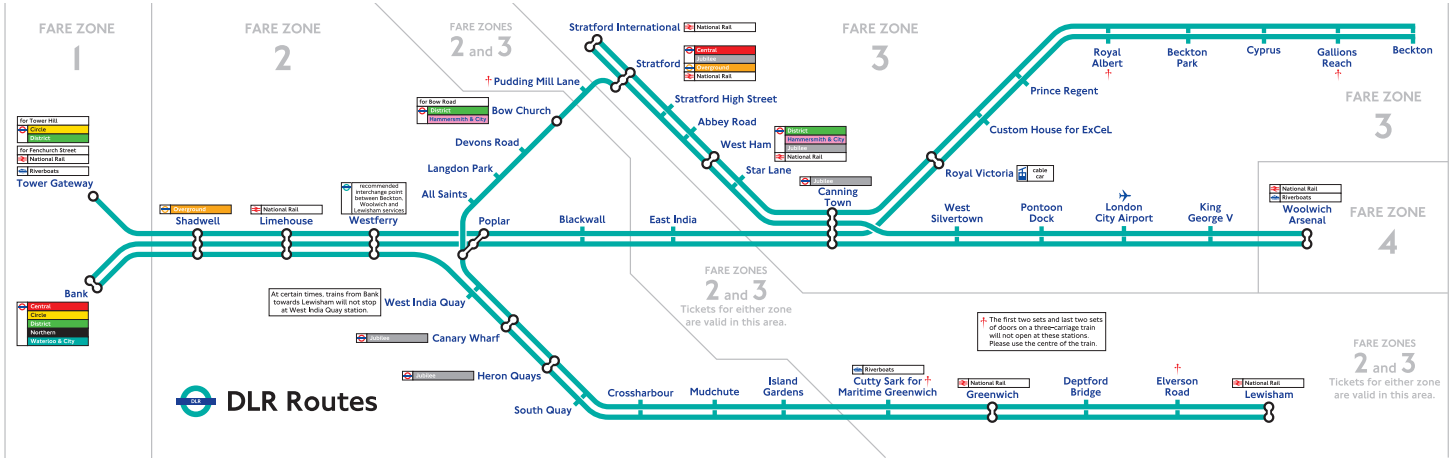 FARE ZONE
1
FARE ZONE
2
FARE ZONES
2 and 3
FARE ZONE
3
FARE ZONE
3
FARE ZONE
4
FARE ZONES
2 and 3
Tickets for either zone
are valid in this area.
FARE ZONES
2 and 3
Tickets for either zone
are valid in this area.
for Tower Hill
Circle
District
for Fenchurch Street
National Rail
Riverboats
Tower Gateway
Bank
Central
Circle
District
Northern
Waterloo & City
Overground
Shadwell
National Rail
Limehouse
recommended
interchange point
between Beckton,
Woolwich and
Lewisham services
Westferry
Poplar
All Saints
Langdon Park
Devons Road
for Bow Road
District
Hammersmith & City
Bow Church
Pudding Mill Lane
Stratford International
National Rail
Stratford
Central
Jubilee
Overground
National Rail
Stratford High Street
Abbey Road
West Ham
District
Hammersmith & City
Jubilee
National Rail
Star Lane
Jubilee
Canning
Town
Blackwall
East India
Royal Victoria
cable
car
Custom House for ExCeL
Prince Regent
Royal
Albert
Beckton
Park
Cyprus
Gallions
Reach
Beckton
West
Silvertown
Pontoon
Dock
London
City Airport
King
George V
National Rail
Riverboats
Woolwich
Arsenal
At certain times, trains from Bank
towards Lewisham will not stop
at West India Quay station.
West India Quay
Jubilee
Canary Wharf
Jubilee
Heron Quays
South Quay
Crossharbour
Mudchute
Island
Gardens
Riverboats
Cutty Sark for
Maritime Greenwich
National Rail
Greenwich
Deptford
Bridge
Elverson
Road
National Rail
Lewisham
The first two sets and last two sets
of doors on a three-carriage train
will not open at these stations.
Please use the centre of the train.
DLR
DLR Routes